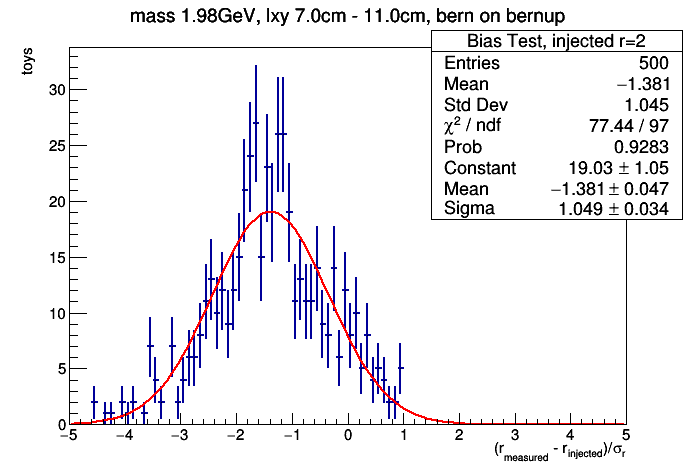 mass 1.98GeV, lxy 7.0cm - 11.0cm, bern on bernup
Bias Test, injected r=2
Entries 500
Mean −1.381
Std Dev 1.045
χ² / ndf 77.44 / 97
Prob 0.9283
Constant 19.03 ± 1.05
Mean −1.381 ± 0.047
Sigma 1.049 ± 0.034
toys
30
25
20
15
10
5
0
−5 −4 −3 −2 −1 0 1 2 3 4 5
(r_measured - r_injected)/σ_r